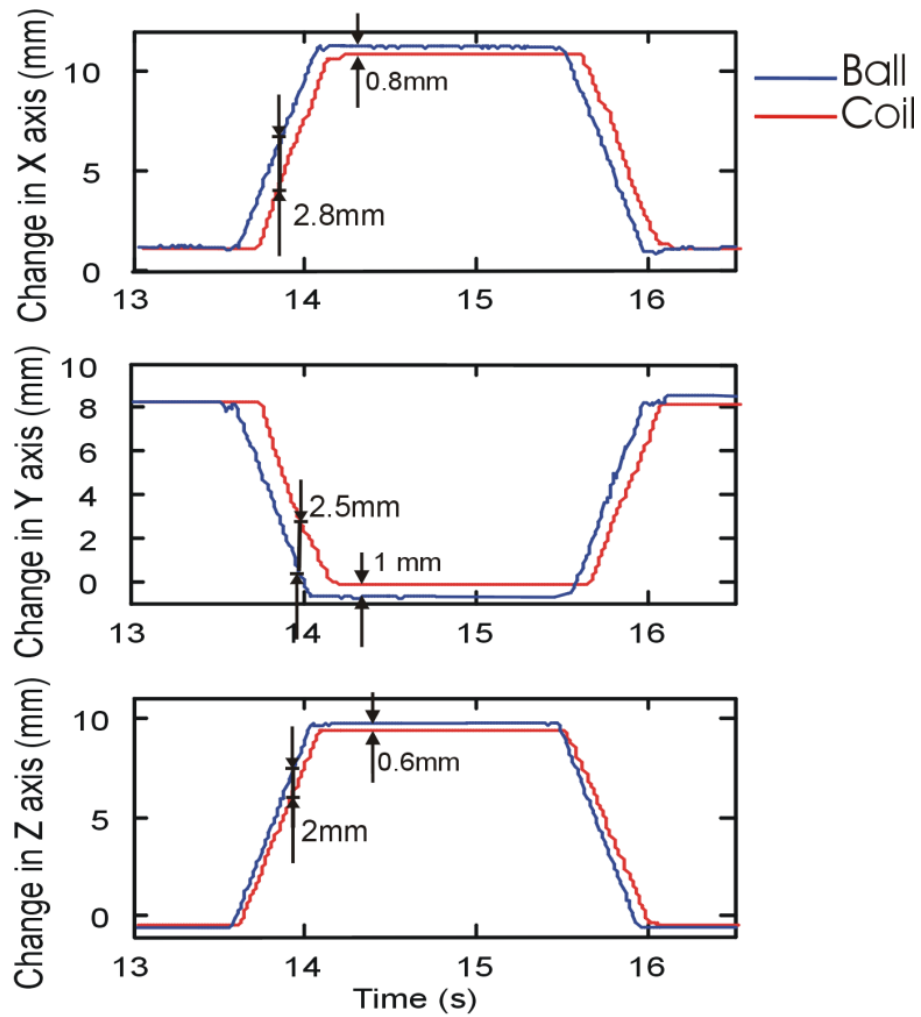 Change in X axis (mm)
10
5
0
0.8mm
2.8mm
13 14 15 16
Ball
Coil
Change in Y axis (mm)
10
8
6
4
2
0
2.5mm
1 mm
13 14 15 16
Change in Z axis (mm)
10
5
0
0.6mm
2mm
13 14 15 16
Time (s)